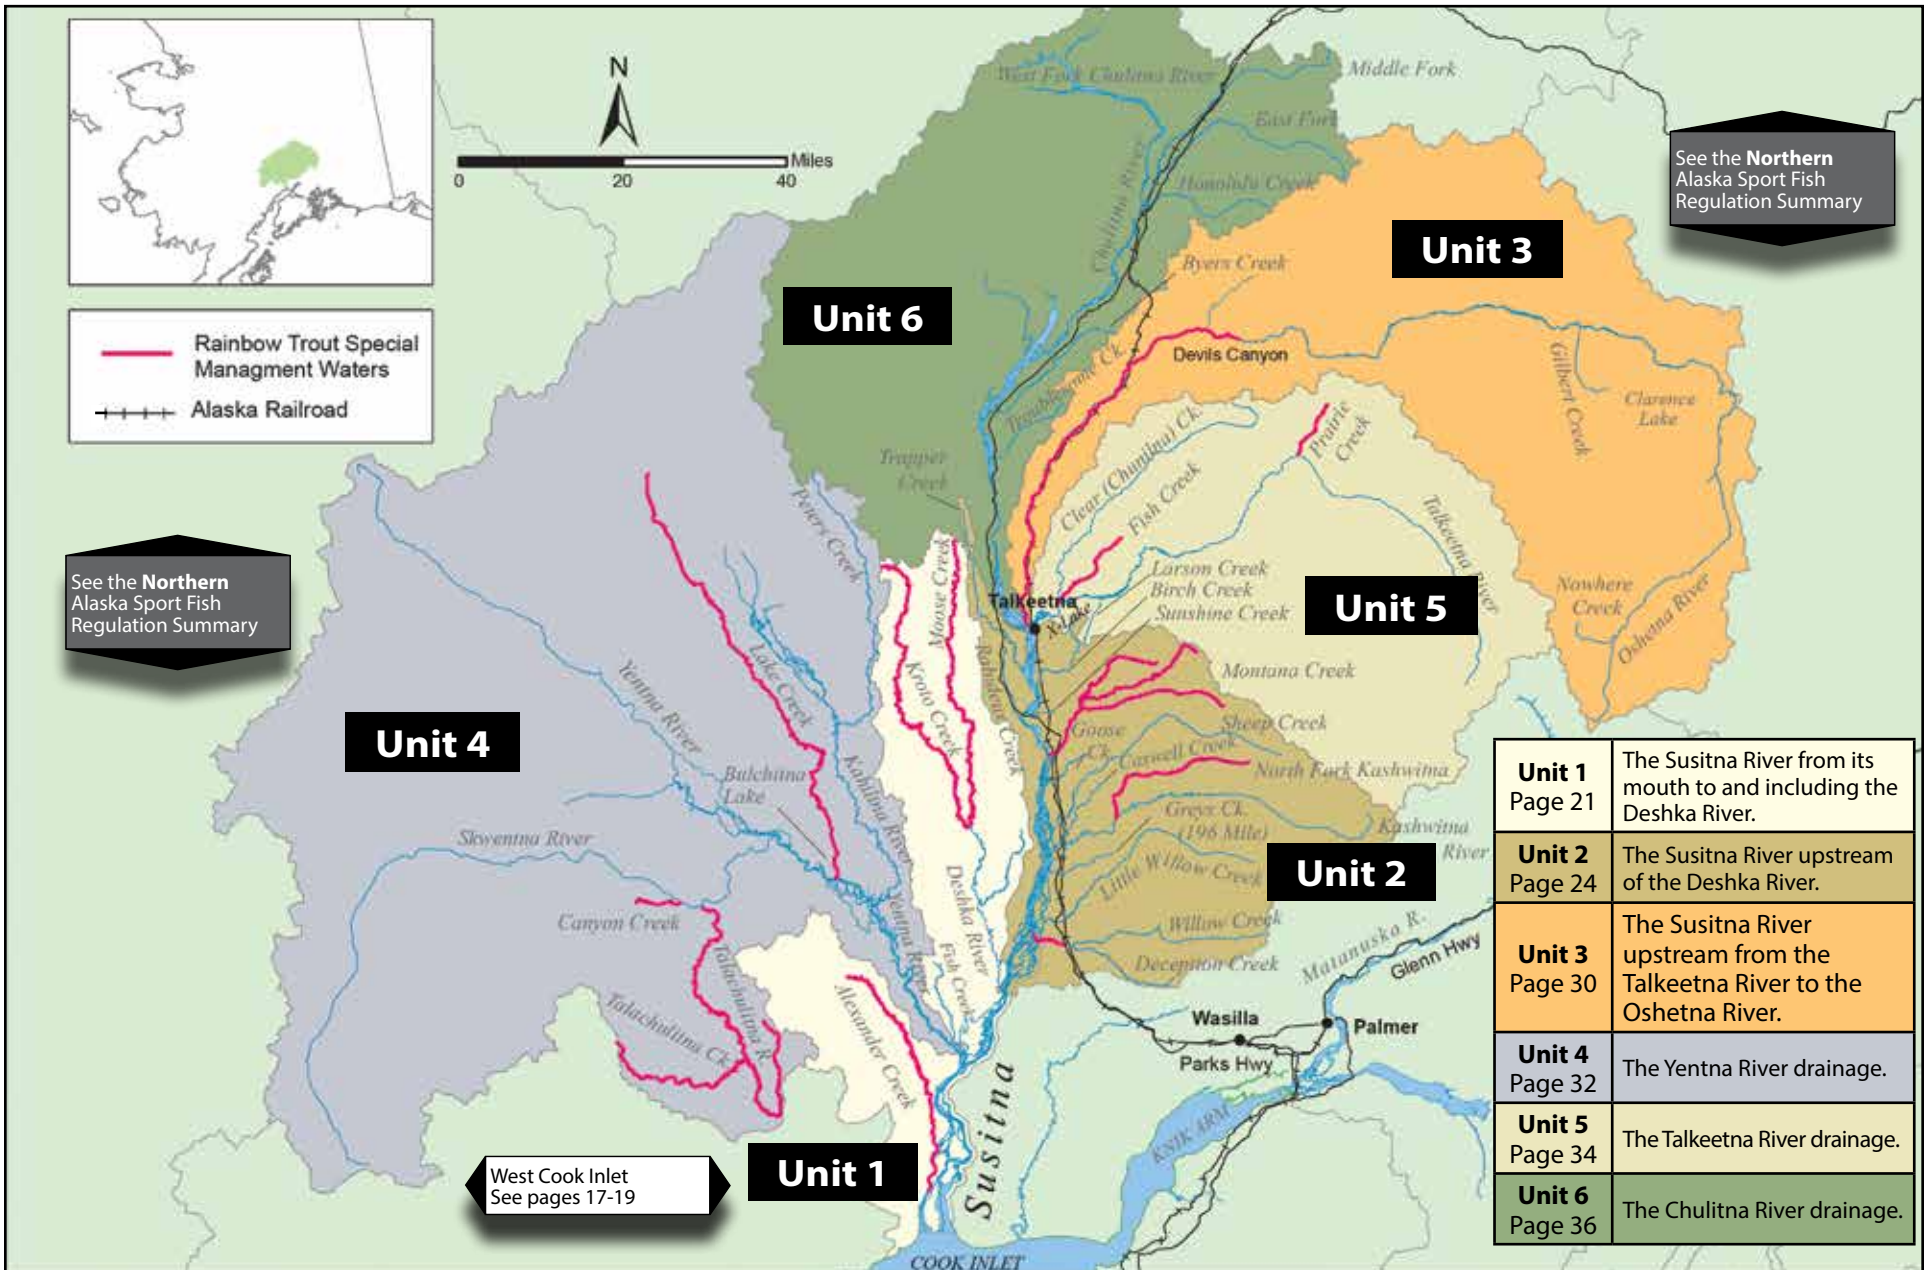 N
Miles
0
20
40
Rainbow Trout Special
Managment Waters
Alaska Railroad
See the Northern
Alaska Sport Fish
Regulation Summary
See the Northern
Alaska Sport Fish
Regulation Summary
West Fork Chulitna River
Middle Fork
East Fork
Honolulu Creek
Chulitna River
Byers Creek
Unit 3
Unit 6
Devils Canyon
Troublesome Ck.
Gilbert Creek
Clarence
Lake
Prairie
Creek
Clear (Chunilna) Ck.
Fish Creek
Trapper
Creek
Peters Creek
Talkeetna River
Moose Creek
Larson Creek
Birch Creek
Sunshine Creek
Talkeetna
X-Lake
Unit 5
Nowhere
Creek
Oshetna River
Kroto Creek
Rabideux Creek
Montana Creek
Lake Creek
Yentna River
Unit 4
Goose
Ck.
Sheep Creek
Caswell Creek
North Fork Kashwitna
Bulchitna
Lake
Kahiltna River
Greys Ck.
(196 Mile)
Kashwitna
River
Skwentna River
Little Willow Creek
Unit 2
Canyon Creek
Deshka River
Yentna River
Willow Creek
Deception Creek
Fish Creek
Talachulitna R.
Talachulitna Ck.
Alexander Creek
Matanuska R.
Glenn Hwy
Wasilla
Palmer
Parks Hwy
Susitna
KNIK ARM
Unit 1
West Cook Inlet
See pages 17-19
COOK INLET
Unit 1
Page 21
The Susitna River from its
mouth to and including the
Deshka River.
Unit 2
Page 24
The Susitna River upstream
of the Deshka River.
Unit 3
Page 30
The Susitna River
upstream from the
Talkeetna River to the
Oshetna River.
Unit 4
Page 32
The Yentna River drainage.
Unit 5
Page 34
The Talkeetna River drainage.
Unit 6
Page 36
The Chulitna River drainage.